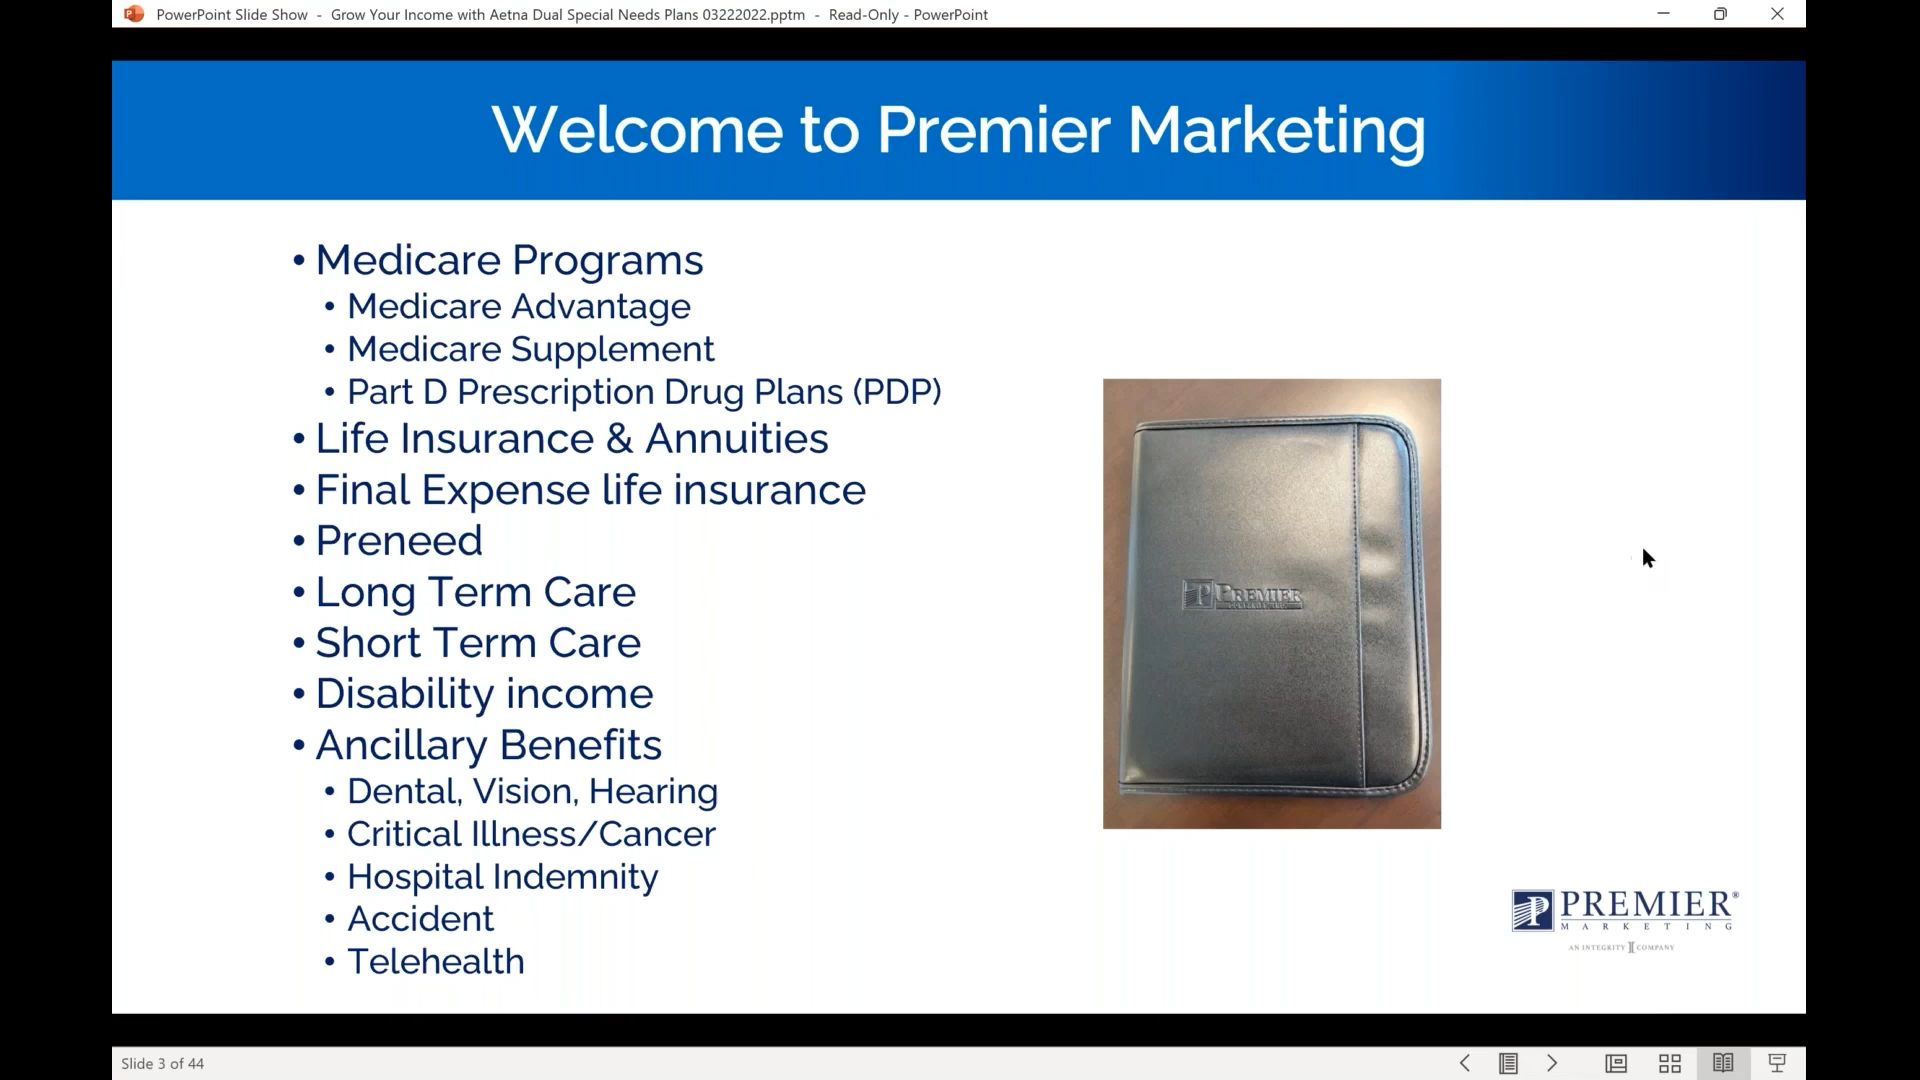 PowerPoint Slide Show - Grow Your Income with Aetna Dual Special Needs Plans 03222022.pptm - Read-Only - PowerPoint
Welcome to Premier Marketing
• Medicare Programs
• Medicare Advantage
• Medicare Supplement
• Part D Prescription Drug Plans (PDP)
• Life Insurance & Annuities
• Final Expense life insurance
• Preneed
• Long Term Care
• Short Term Care
• Disability income
• Ancillary Benefits
• Dental, Vision, Hearing
• Critical Illness/Cancer
• Hospital Indemnity
• Accident
• Telehealth
PREMIER
PREMIER®
MARKETING
AN INTEGRITY COMPANY
Slide 3 of 44